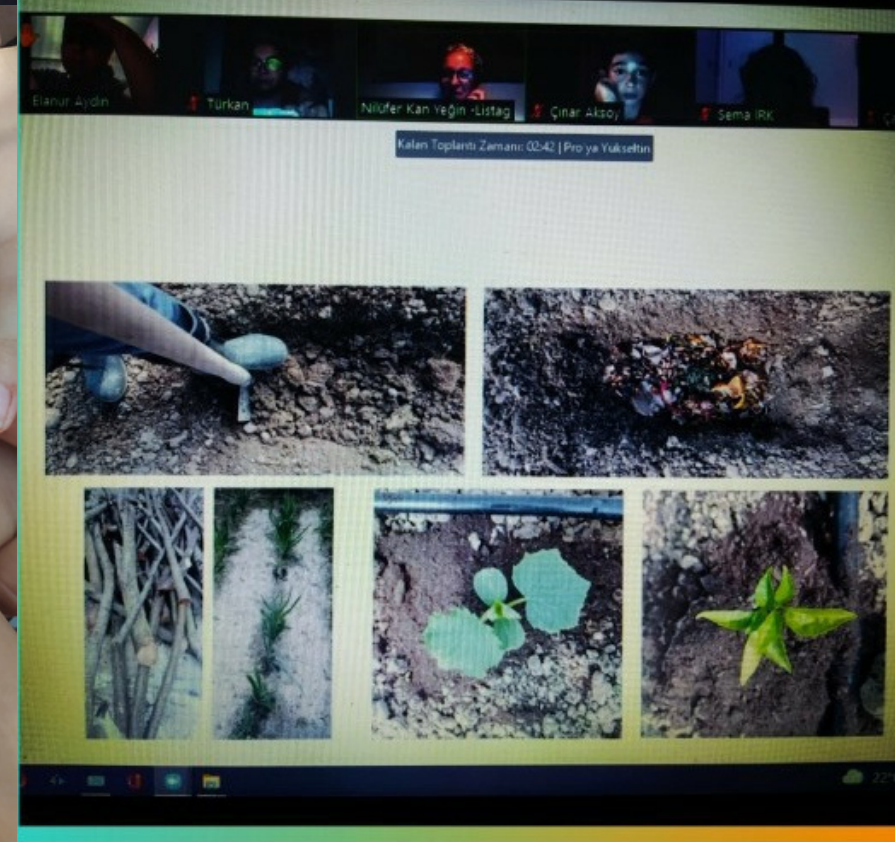 Elanur Aydın
Türkan
Nilüfer Kan Yeğin -Listag
Çınar Aksoy
Sema IRK
Kalan Toplantı Zamanı: 02:42 | Pro'ya Yükseltin
22°